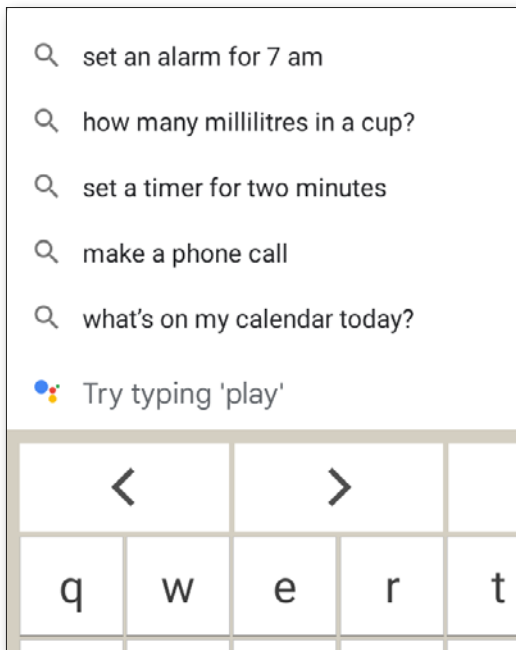 set an alarm for 7 am
how many millilitres in a cup?
set a timer for two minutes
make a phone call
what's on my calendar today?
Try typing 'play'
< >
q w e r t